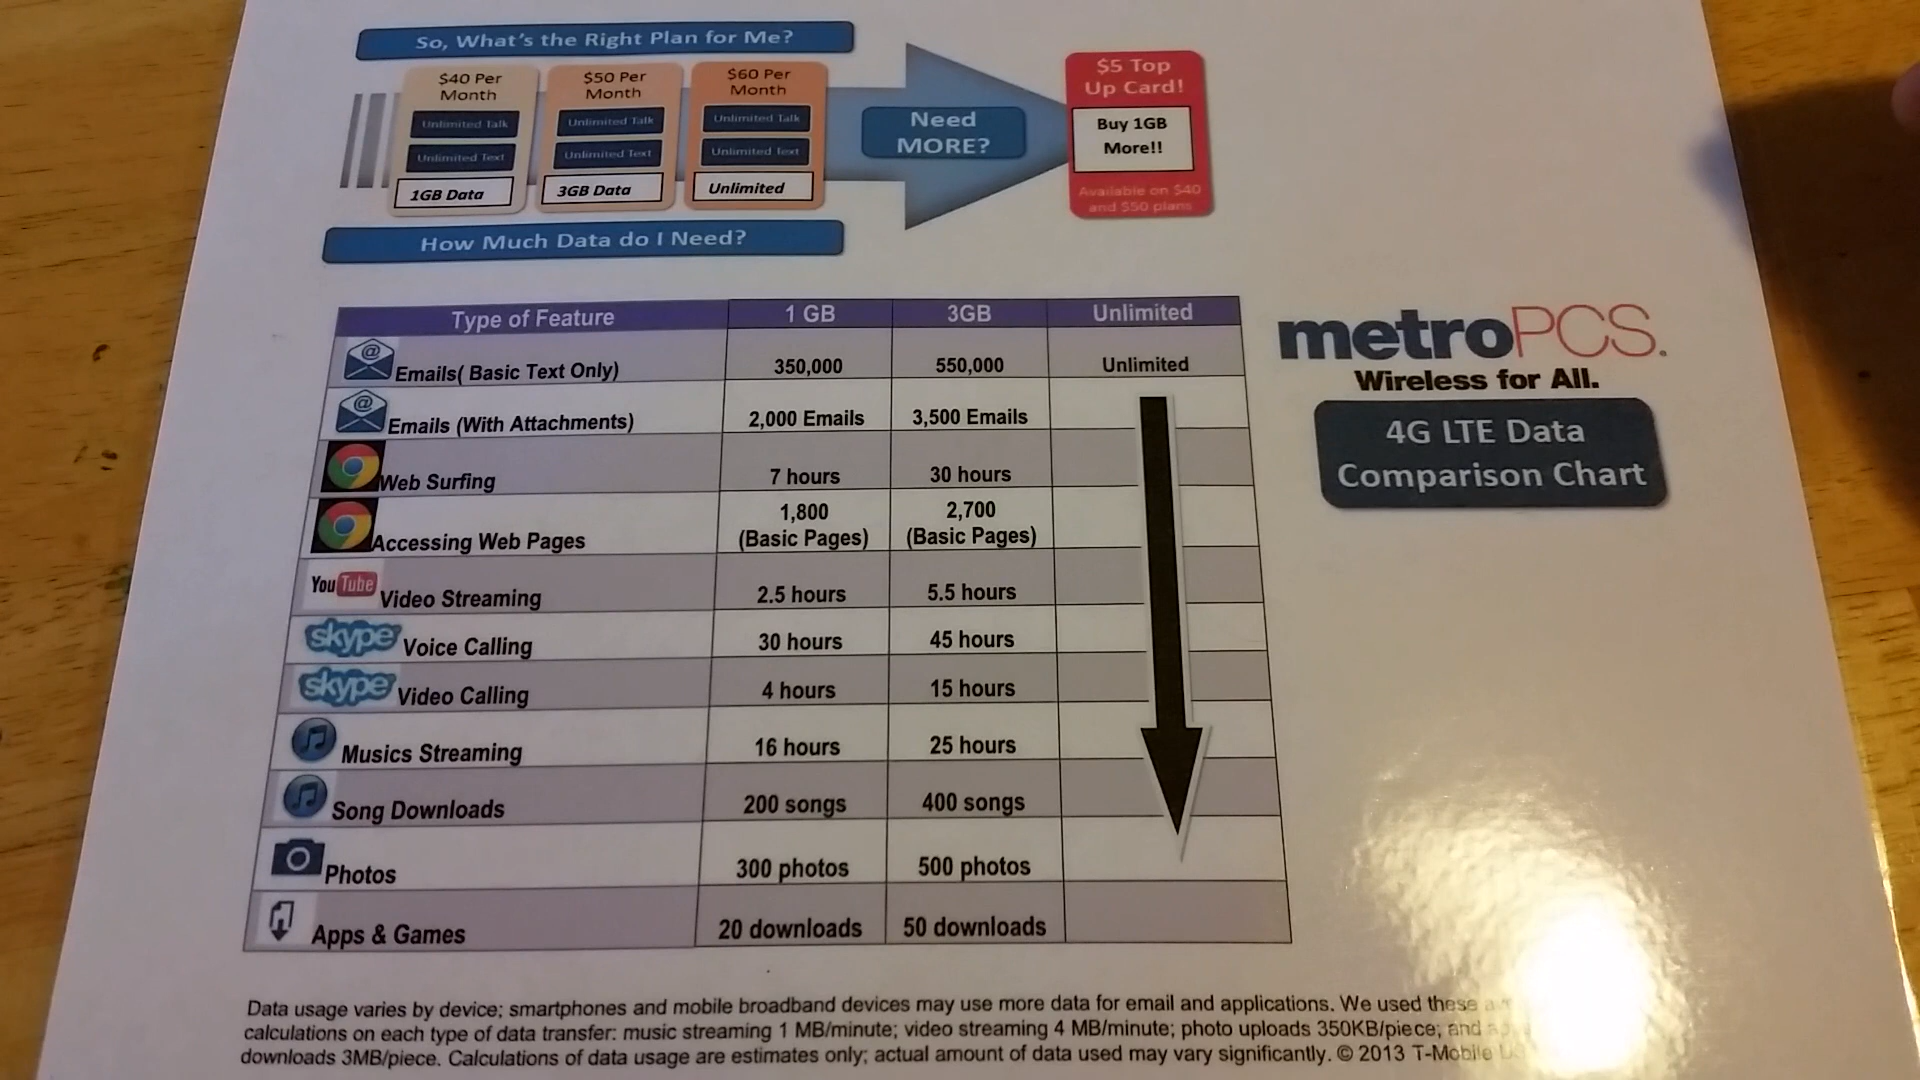 So, What's the Right Plan for Me?
$40 Per
Month
Unlimited Talk
Unlimited Text
1GB Data
$50 Per
Month
Unlimited Talk
Unlimited Text
3GB Data
$60 Per
Month
Unlimited Talk
Unlimited Text
Unlimited
Need
MORE?
$5 Top
Up Card!
Buy 1GB
More!!
Available on $40
and $50 plans
How Much Data do I Need?
Type of Feature 1 GB 3GB Unlimited
@ Emails( Basic Text Only) 350,000 550,000 Unlimited
@ Emails (With Attachments) 2,000 Emails 3,500 Emails
Web Surfing 7 hours 30 hours
Accessing Web Pages 1,800 (Basic Pages) 2,700 (Basic Pages)
YouTube Video Streaming 2.5 hours 5.5 hours
skype Voice Calling 30 hours 45 hours
skype Video Calling 4 hours 15 hours
Musics Streaming 16 hours 25 hours
Song Downloads 200 songs 400 songs
Photos 300 photos 500 photos
Apps & Games 20 downloads 50 downloads
metroPCS.
Wireless for All.
4G LTE Data
Comparison Chart
Data usage varies by device; smartphones and mobile broadband devices may use more data for email and applications. We used these
calculations on each type of data transfer: music streaming 1 MB/minute; video streaming 4 MB/minute; photo uploads 350KB/piece; and
downloads 3MB/piece. Calculations of data usage are estimates only; actual amount of data used may vary significantly. © 2013 T-Mobile